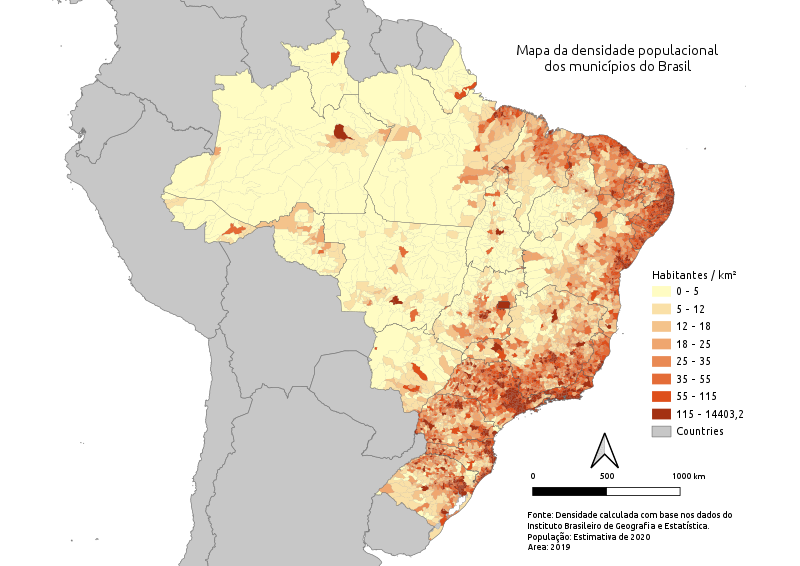 Mapa da densidade populacional
dos municípios do Brasil
Habitantes / km²
0 - 5
5 - 12
12 - 18
18 - 25
25 - 35
35 - 55
55 - 115
115 - 14403,2
Countries
0 500 1000 km
Fonte: Densidade calculada com base nos dados do
Instituto Brasileiro de Geografia e Estatística.
População: Estimativa de 2020
Area: 2019